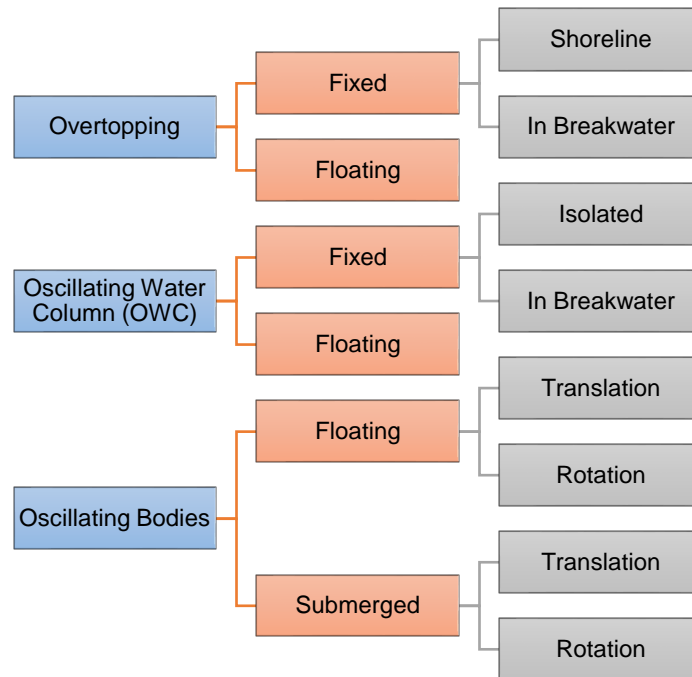 Shoreline
Fixed
Overtopping
In Breakwater
Floating
Isolated
Fixed
Oscillating Water
Column (OWC)
In Breakwater
Floating
Translation
Floating
Rotation
Oscillating Bodies
Translation
Submerged
Rotation